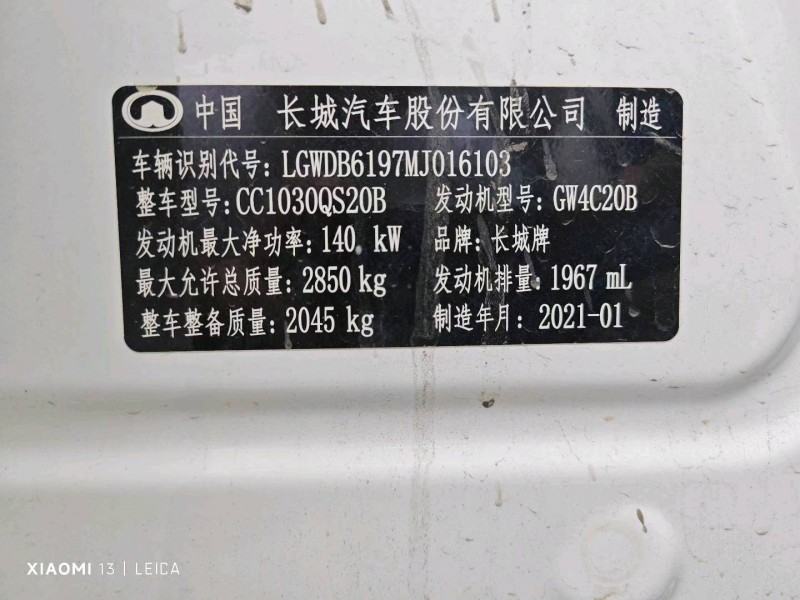 中国 长城汽车股份有限公司 制造
车辆识别代号: LGWDB6197MJ016103
整车型号: CC1030QS20B 发动机型号: GW4C20B
发动机最大净功率: 140 kW 品牌: 长城牌
最大允许总质量: 2850 kg 发动机排量: 1967 mL
整车整备质量: 2045 kg 制造年月: 2021-01
XIAOMI 13 | LEICA